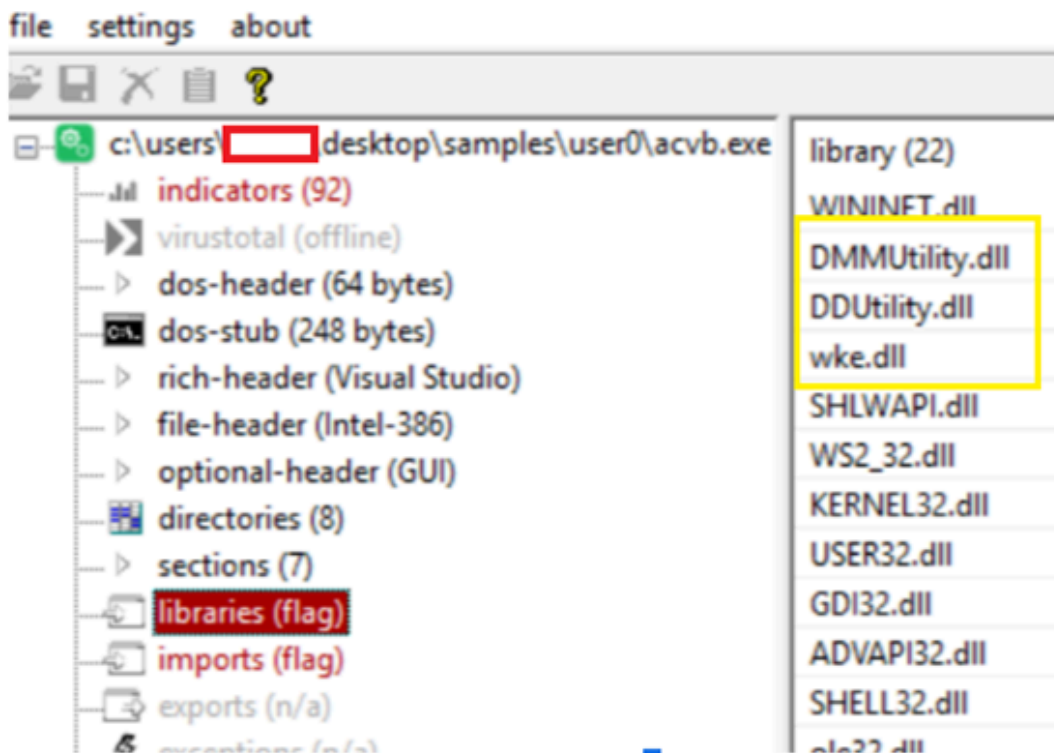 file settings about
c:\users\ desktop\samples\user0\acvb.exe
indicators (92)
virustotal (offline)
dos-header (64 bytes)
dos-stub (248 bytes)
rich-header (Visual Studio)
file-header (Intel-386)
optional-header (GUI)
directories (8)
sections (7)
libraries (flag)
imports (flag)
exports (n/a)
exceptions (n/a)
library (22)
WININET.dll
DMMUtility.dll
DDUtility.dll
wke.dll
SHLWAPI.dll
WS2_32.dll
KERNEL32.dll
USER32.dll
GDI32.dll
ADVAPI32.dll
SHELL32.dll
ole32.dll